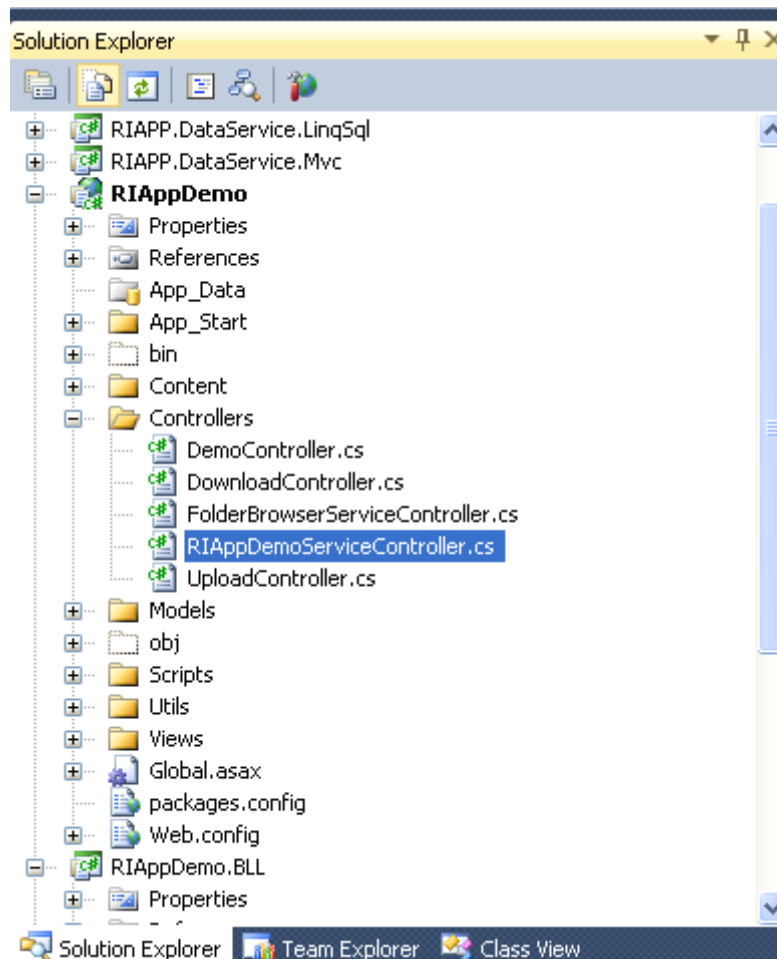 Solution Explorer
RIAPP.DataService.LinqSql
RIAPP.DataService.Mvc
RIAppDemo
Properties
References
App_Data
App_Start
bin
Content
Controllers
DemoController.cs
DownloadController.cs
FolderBrowserServiceController.cs
RIAppDemoServiceController.cs
UploadController.cs
Models
obj
Scripts
Utils
Views
Global.asax
packages.config
Web.config
RIAppDemo.BLL
Properties
Solution Explorer Team Explorer Class View